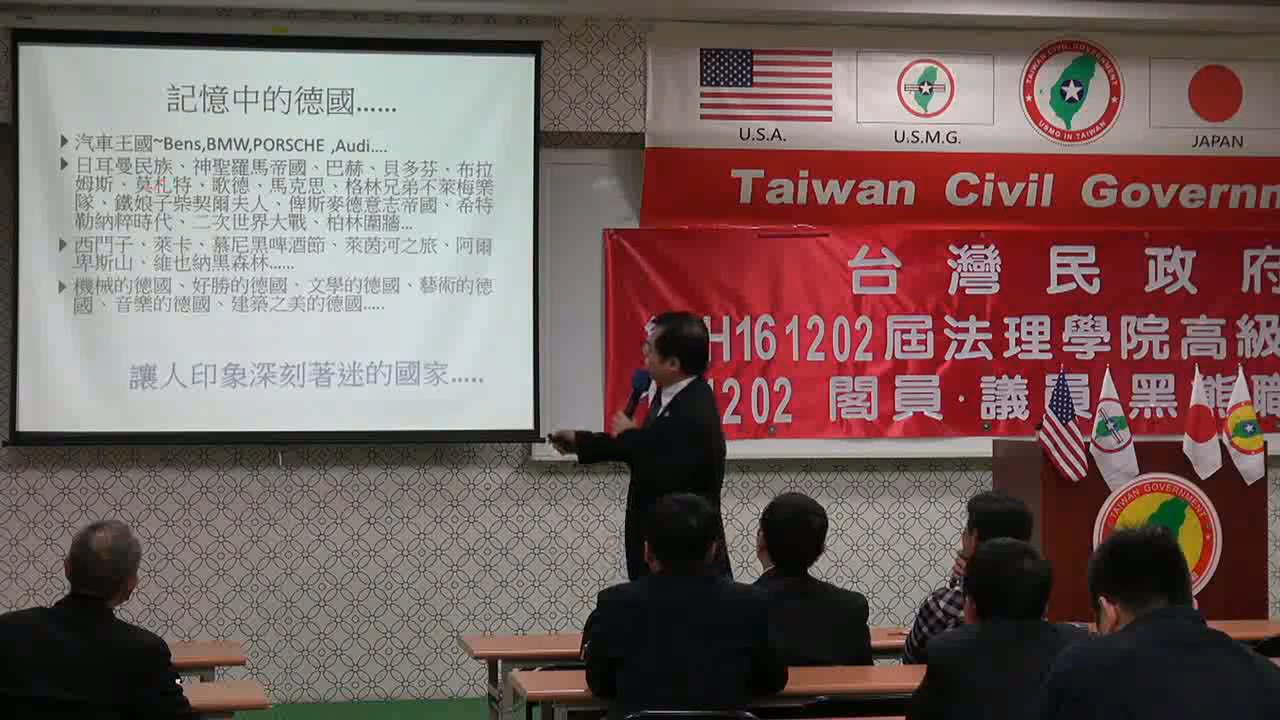 記憶中的德國......
汽車王國~Bens,BMW,PORSCHE ,Audi....
日耳曼民族、神聖羅馬帝國、巴赫、貝多芬、布拉
姆斯、莫札特、歌德、馬克思、格林兄弟不萊梅樂
隊、鐵娘子柴契爾夫人、俾斯麥德意志帝國、希特
勒納粹時代、二次世界大戰、柏林圍牆...
西門子、萊卡、慕尼黑啤酒節、萊茵河之旅、阿爾
卑斯山、維也納黑森林......
機械的德國、好勝的德國、文學的德國、藝術的德
國、音樂的德國、建築之美的德國.....
讓人印象深刻著迷的國家.....
U.S.A.
U.S.M.G.
TAIWAN CIVIL GOVERNMENT
USMG IN TAIWAN
JAPAN
Taiwan Civil Governm
台灣民政府
H161202屆法理學院高級
1202 閣員·議員黑熊職
TAIWAN GOVERNMENT